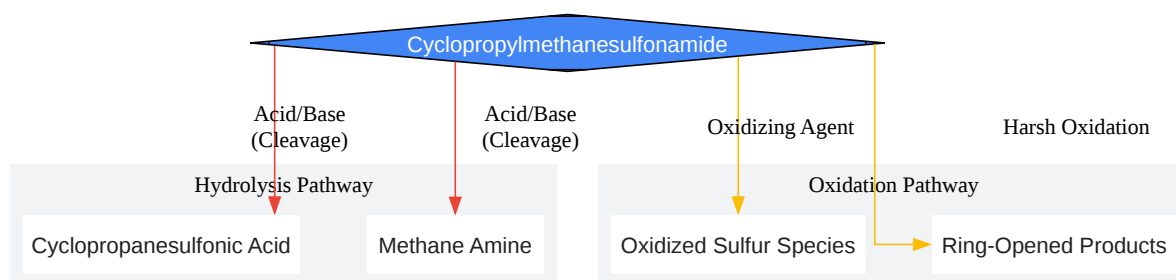 Cyclopropylmethanesulfonamide
Acid/Base
(Cleavage)
Acid/Base
(Cleavage)
Oxidizing Agent
Harsh Oxidation
Hydrolysis Pathway
Oxidation Pathway
Cyclopropanesulfonic Acid
Methane Amine
Oxidized Sulfur Species
Ring-Opened Products